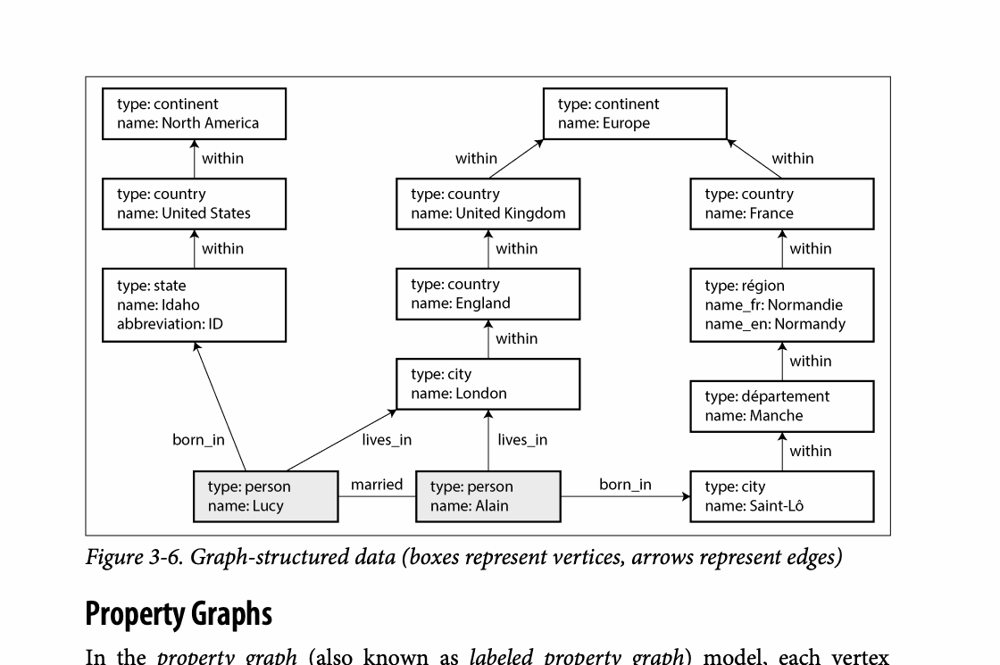 type: continent
name: North America
type: continent
name: Europe
within
within
within
type: country
name: United States
type: country
name: United Kingdom
type: country
name: France
within
within
within
type: state
name: Idaho
abbreviation: ID
type: country
name: England
type: région
name_fr: Normandie
name_en: Normandy
within
within
type: city
name: London
type: département
name: Manche
born_in
lives_in
lives_in
within
type: person
name: Lucy
married
type: person
name: Alain
born_in
type: city
name: Saint-Lô
Figure 3-6. Graph-structured data (boxes represent vertices, arrows represent edges)
Property Graphs
In the property graph (also known as labeled property graph) model, each vertex